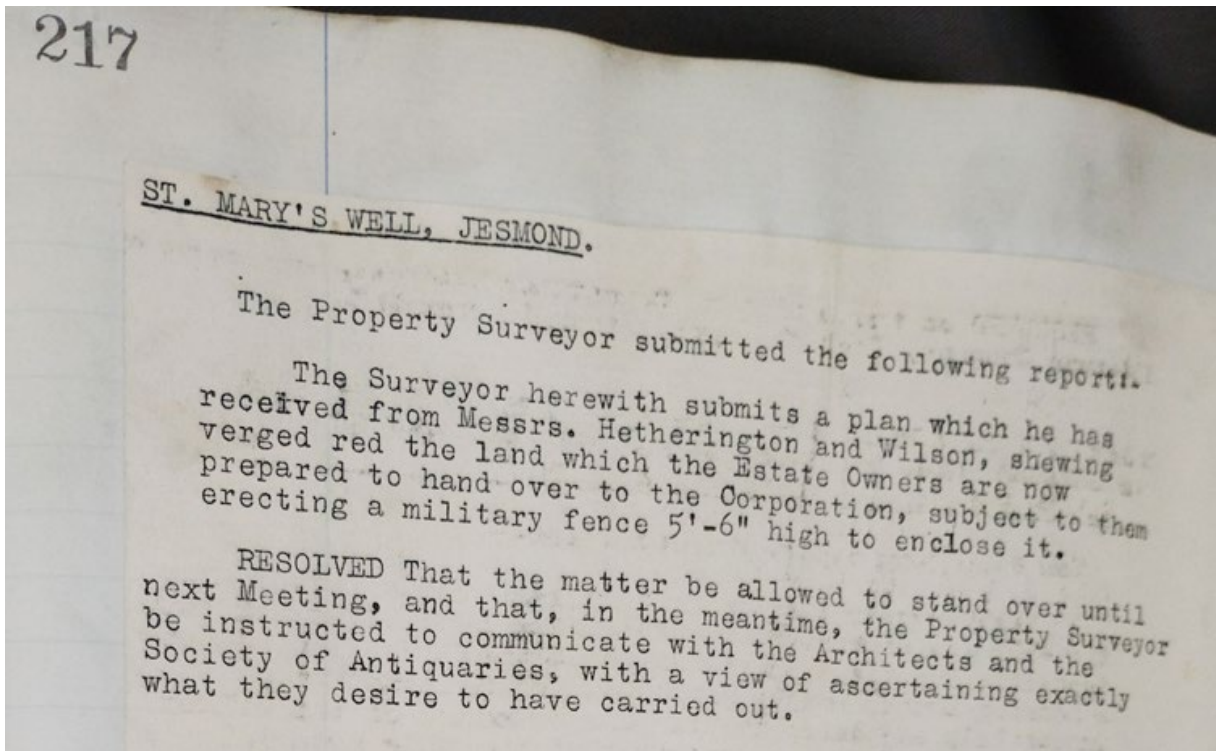 217
ST. MARY'S WELL, JESMOND.
The Property Surveyor submitted the following report:-
The Surveyor herewith submits a plan which he has
received from Messrs. Hetherington and Wilson, shewing
verged red the land which the Estate Owners are now
prepared to hand over to the Corporation, subject to them
erecting a military fence 5'-6" high to enclose it.
RESOLVED That the matter be allowed to stand over until
next Meeting, and that, in the meantime, the Property Surveyor
be instructed to communicate with the Architects and the
Society of Antiquaries, with a view of ascertaining exactly
what they desire to have carried out.